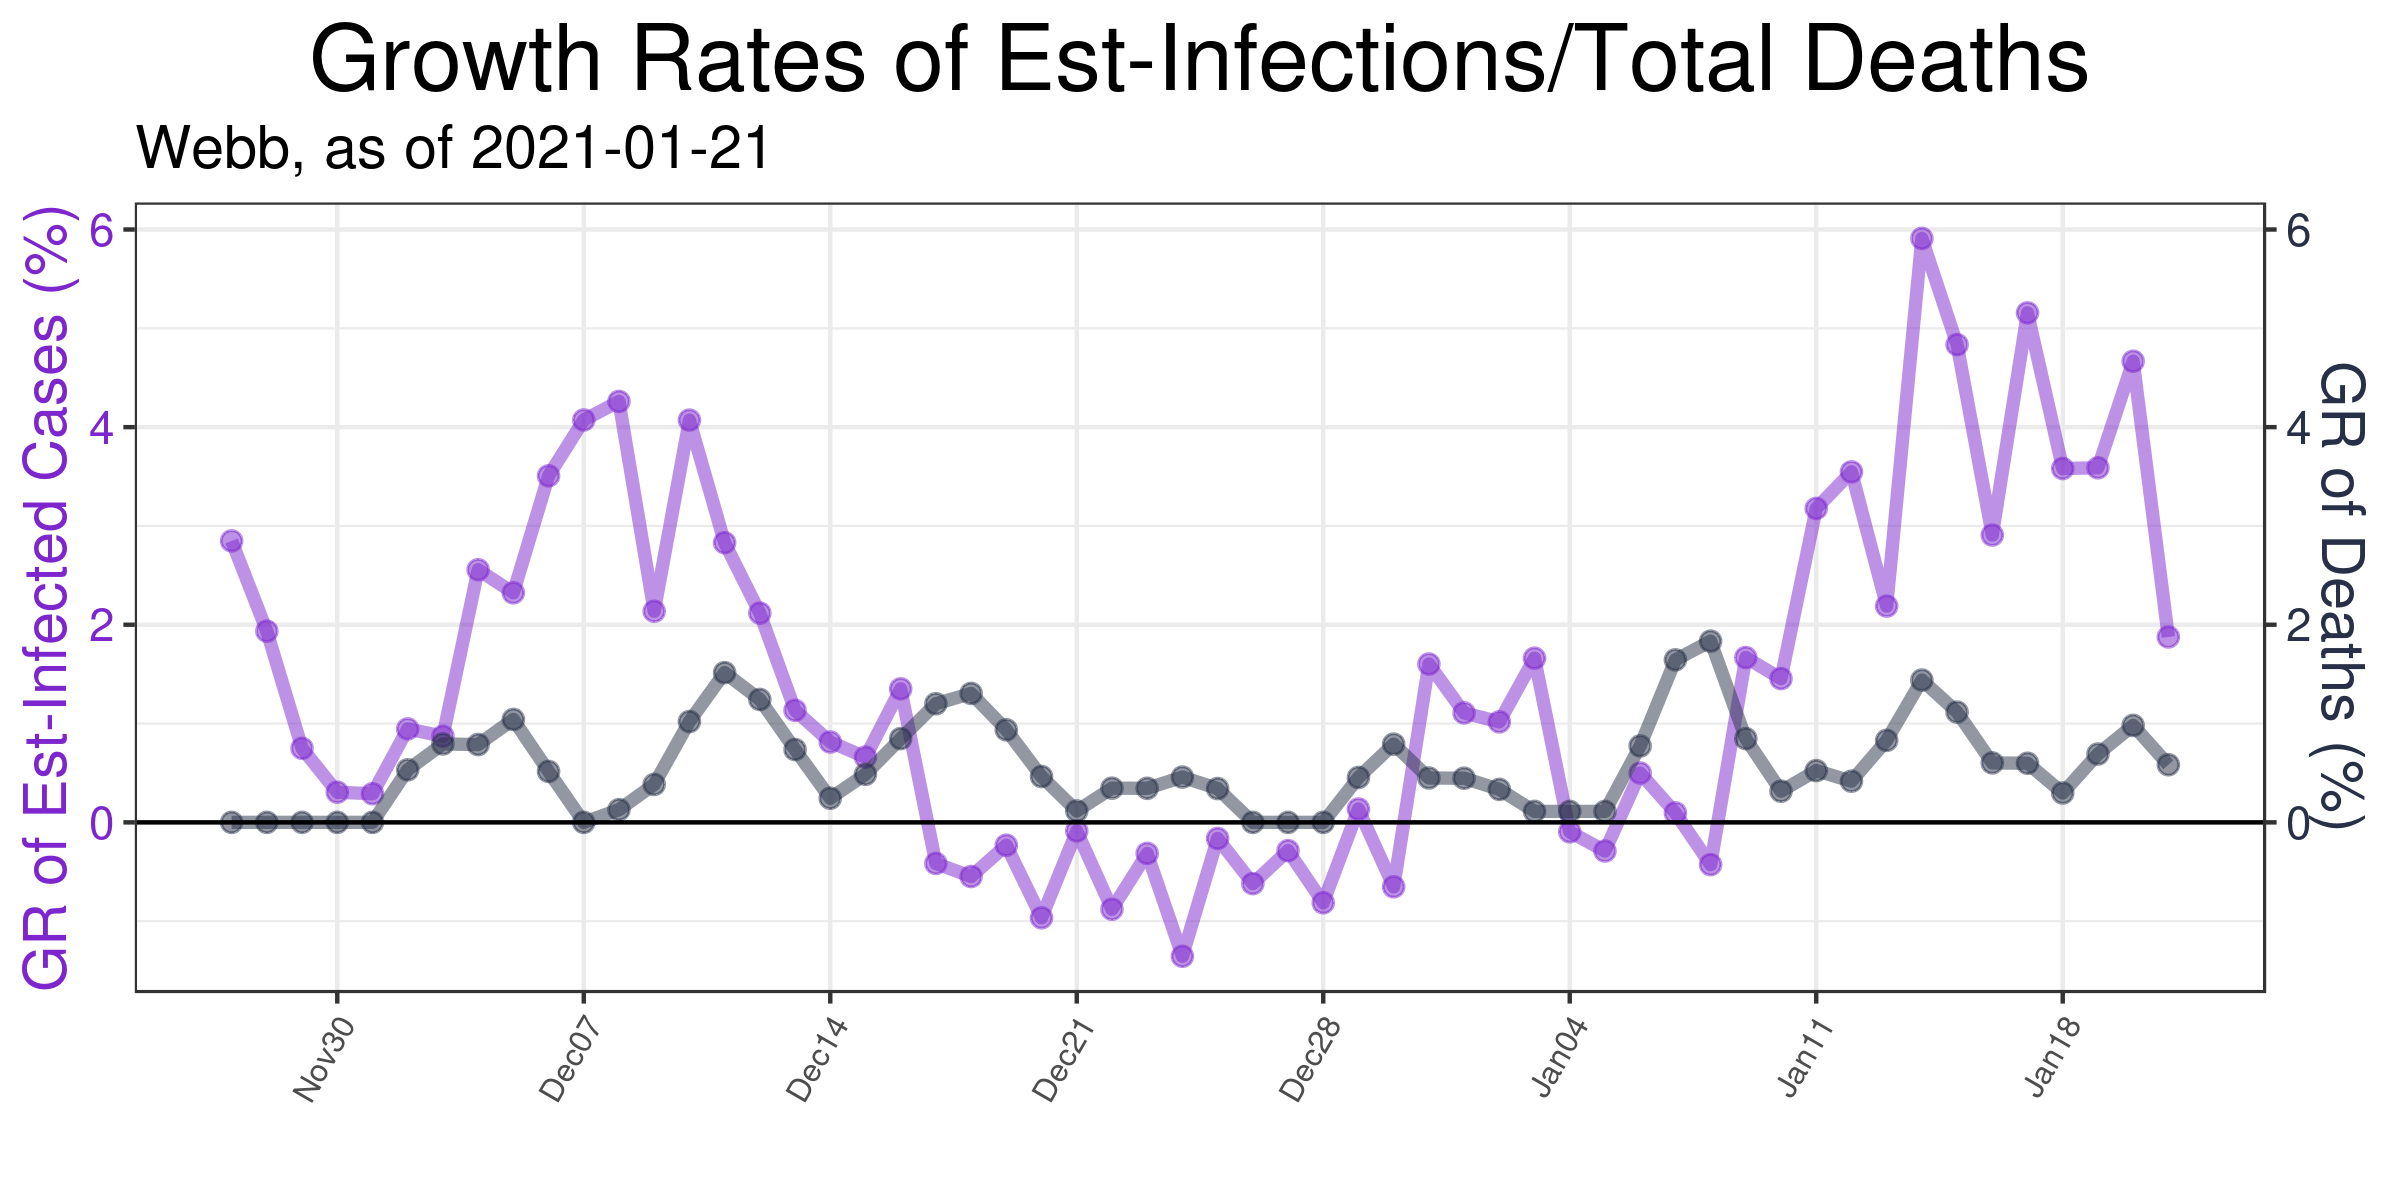 Growth Rates of Est-Infections/Total Deaths
Webb, as of 2021-01-21
GR of Est-Infected Cases (%)
6
4
2
0
6
4
2
0
GR of Deaths (%)
Nov30
Dec07
Dec14
Dec21
Dec28
Jan04
Jan11
Jan18